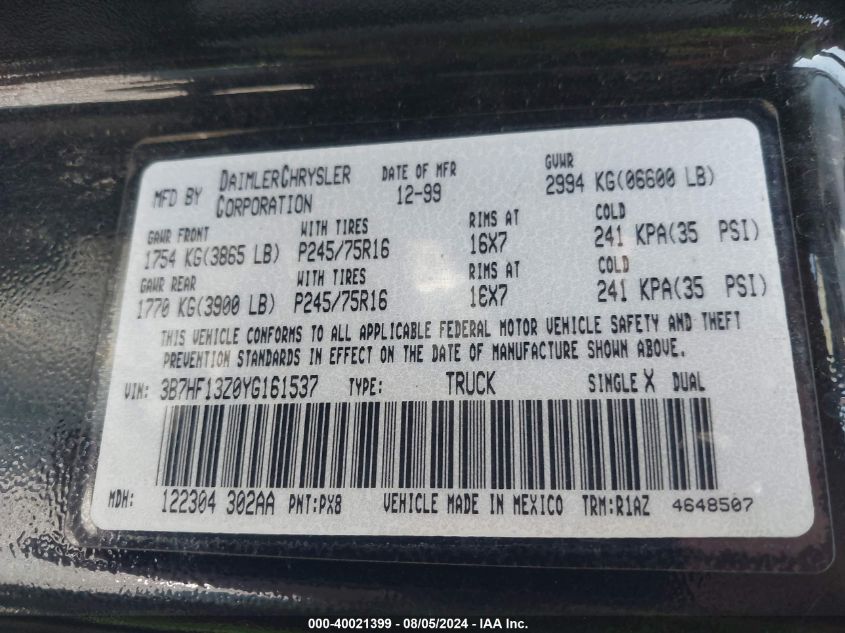 MFD BY DAIMLERCHRYSLER CORPORATION DATE OF MFR 12-99 GVWR 2994 KG(06600 LB)
GAWR FRONT WITH TIRES RIMS AT COLD
1754 KG(3865 LB) P245/75R16 16X7 241 KPA(35 PSI)
GAWR REAR WITH TIRES RIMS AT COLD
1770 KG(3900 LB) P245/75R16 16X7 241 KPA(35 PSI)
THIS VEHICLE CONFORMS TO ALL APPLICABLE FEDERAL MOTOR VEHICLE SAFETY AND THEFT
PREVENTION STANDARDS IN EFFECT ON THE DATE OF MANUFACTURE SHOWN ABOVE.
VIN: 3B7HF13Z0YG161537 TYPE: TRUCK SINGLE X DUAL
MDH: 122304 302AA PNT:PX8 VEHICLE MADE IN MEXICO TRM:R1AZ 4648507
000-40021399 - 08/05/2024 - IAA Inc.